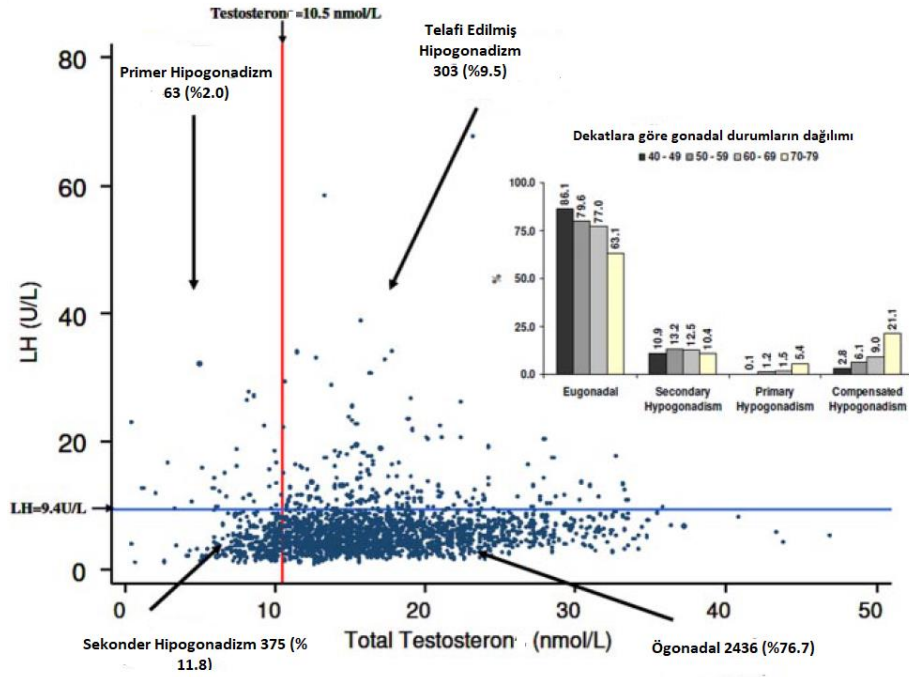 Testosteron =10.5 nmol/L
Telafi Edilmiş
Hipogonadizm
303 (%9.5)
Primer Hipogonadizm
63 (%2.0)
Dekatlara göre gonadal durumların dağılımı
40 - 49 50 - 59 60 - 69 70-79
%
100.0
75.0
50.0
25.0
0.0
86.1
79.6
77.0
63.1
10.9
13.2
12.5
10.4
0.1
1.2
1.5
5.4
2.8
6.1
9.0
21.1
Eugonadal
Secondary
Hypogonadism
Primary
Hypogonadism
Compensated
Hypogonadism
LH (U/L)
80
60
40
20
0
LH=9.4U/L
0 10 20 30 40 50
Total Testosteron (nmol/L)
Sekonder Hipogonadizm 375 (%
11.8)
Ögonadal 2436 (%76.7)